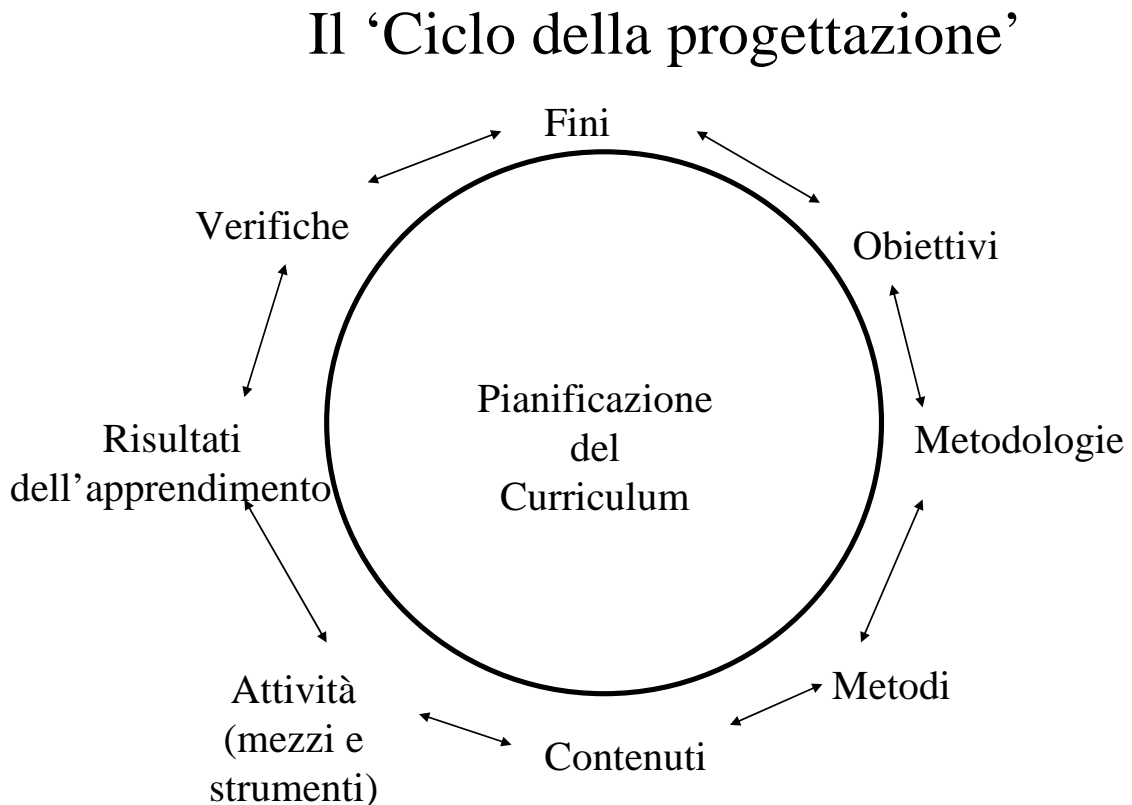 Il ‘Ciclo della progettazione’
Fini
Verifiche
Obiettivi
Pianificazione
del
Curriculum
Risultati
dell’apprendimento
Metodologie
Attività
(mezzi e
strumenti)
Contenuti
Metodi